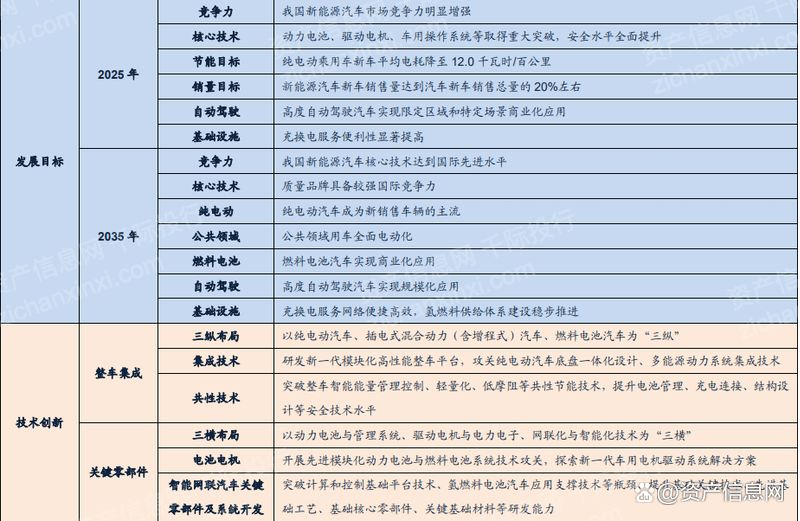 竞争力 我国新能源汽车市场竞争力明显增强
核心技术 动力电池、驱动电机、车用操作系统等取得重大突破，安全水平全面提升
2025 年 节能目标 纯电动乘用车新车平均电耗降至 12.0 千瓦时/百公里
销量目标 新能源汽车新车销售量达到汽车新车销售总量的 20%左右
自动驾驶 高度自动驾驶汽车实现限定区域和特定场景商业化应用
基础设施 充换电服务便利性显著提高
发展目标 竞争力 我国新能源汽车核心技术达到国际先进水平
核心技术 质量品牌具备较强国际竞争力
纯电动 纯电动汽车成为新销售车辆的主流
2035 年 公共领域 公共领域用车全面电动化
燃料电池 燃料电池汽车实现商业化应用
自动驾驶 高度自动驾驶汽车实现规模化应用
基础设施 充换电服务网络便捷高效，氢燃料供给体系建设稳步推进
三纵布局 以纯电动汽车、插电式混合动力（含增程式）汽车、燃料电池汽车为“三纵”
整车集成 集成技术 研发新一代模块化高性能整车平台，攻关纯电动汽车底盘一体化设计、多能源动力系统集成技术
共性技术 突破整车智能能量管理控制、轻量化、低摩阻等共性节能技术，提升电池管理、充电连接、结构设
计等安全技术水平
技术创新 三横布局 以动力电池与管理系统、驱动电机与电力电子、网联化与智能化技术为“三横”
关键零部件 电池电机 开展先进模块化动力电池与燃料电池系统技术攻关，探索新一代车用电机驱动系统解决方案
智能网联汽车关键 突破计算和控制基础平台技术、氢燃料电池汽车应用支撑技术等瓶颈，提升基础关键技术、先进基
零部件及系统开发 础工艺、基础核心零部件、关键基础材料等研发能力
资产信息网 千际投行
zichanxinxi.com
头条 @资产信息网